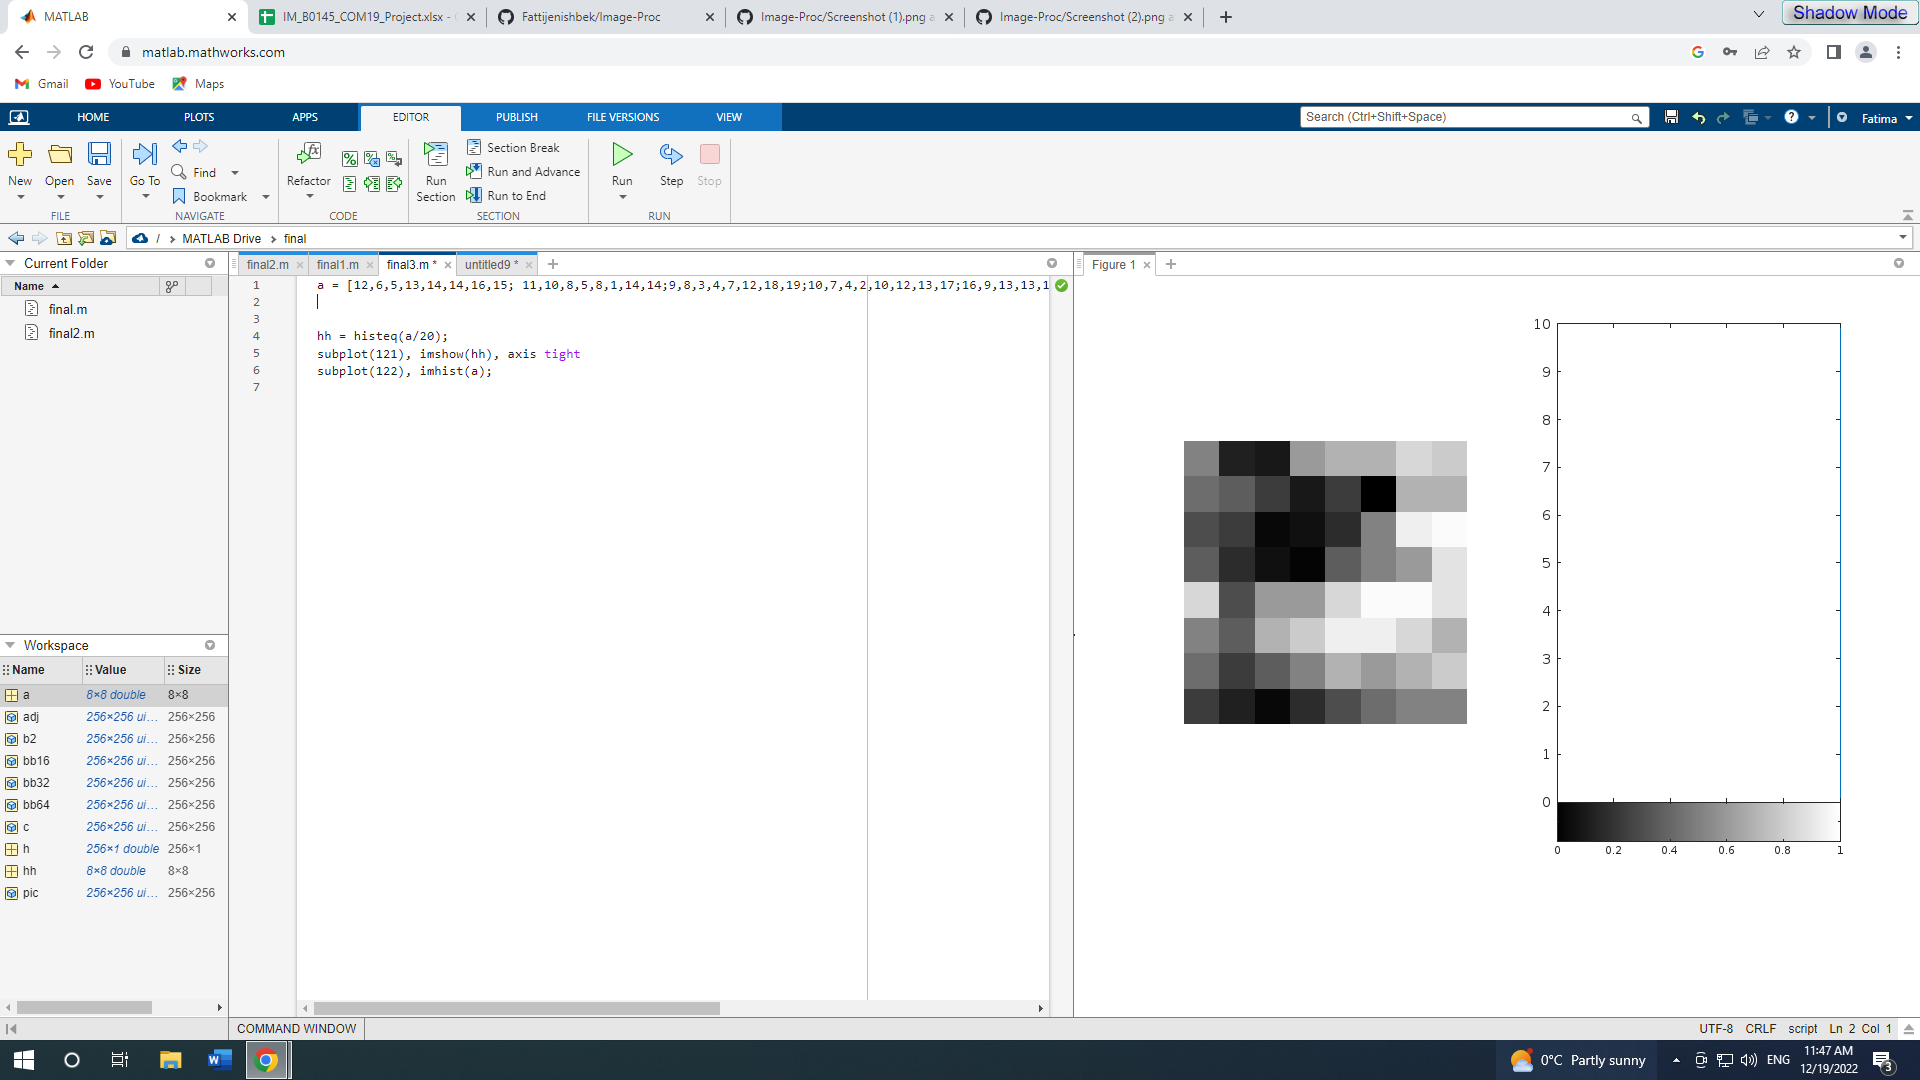 MATLAB
IM_B0145_COM19_Project.xlsx -
Fattijenishbek/Image-Proc
Image-Proc/Screenshot (1).png a
Image-Proc/Screenshot (2).png a
Shadow Mode
matlab.mathworks.com
Gmail
YouTube
Maps
HOME
PLOTS
APPS
EDITOR
PUBLISH
FILE VERSIONS
VIEW
Search (Ctrl+Shift+Space)
Fatima
New
Open
Save
FILE
Go To
Find
Bookmark
NAVIGATE
Refactor
CODE
Run Section
Section Break
Run and Advance
Run to End
SECTION
Run
Step
Stop
RUN
/
MATLAB Drive
final
Current Folder
Name
final.m
final2.m
final2.m
final1.m
final3.m *
untitled9 *
1 a = [12,6,5,13,14,14,16,15; 11,10,8,5,8,1,14,14;9,8,3,4,7,12,18,19;10,7,4,2,10,12,13,17;16,9,13,13,1
2
3
4 hh = histeq(a/20);
5 subplot(121), imshow(hh), axis tight
6 subplot(122), imhist(a);
7
Figure 1
10
9
8
7
6
5
4
3
2
1
0
0 0.2 0.4 0.6 0.8 1
Workspace
Name Value Size
a 8×8 double 8×8
adj 256×256 ui... 256×256
b2 256×256 ui... 256×256
bb16 256×256 ui... 256×256
bb32 256×256 ui... 256×256
bb64 256×256 ui... 256×256
c 256×256 ui... 256×256
h 256×1 double 256×1
hh 8×8 double 8×8
pic 256×256 ui... 256×256
COMMAND WINDOW
UTF-8 CRLF script Ln 2 Col 1
0°C Partly sunny
ENG
11:47 AM
12/19/2022
3